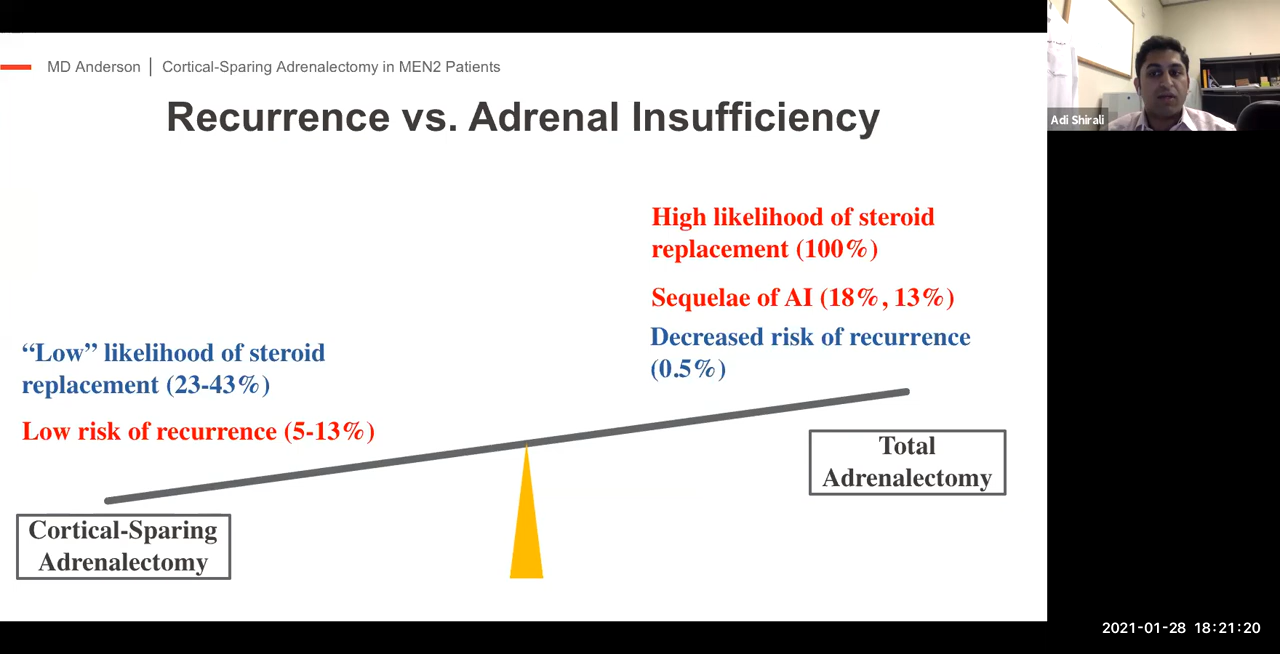 MD Anderson | Cortical-Sparing Adrenalectomy in MEN2 Patients
Recurrence vs. Adrenal Insufficiency
Adi Shirali
High likelihood of steroid
replacement (100%)
Sequelae of AI (18%, 13%)
Decreased risk of recurrence
(0.5%)
“Low” likelihood of steroid
replacement (23-43%)
Low risk of recurrence (5-13%)
Total
Adrenalectomy
Cortical-Sparing
Adrenalectomy
2021-01-28 18:21:20